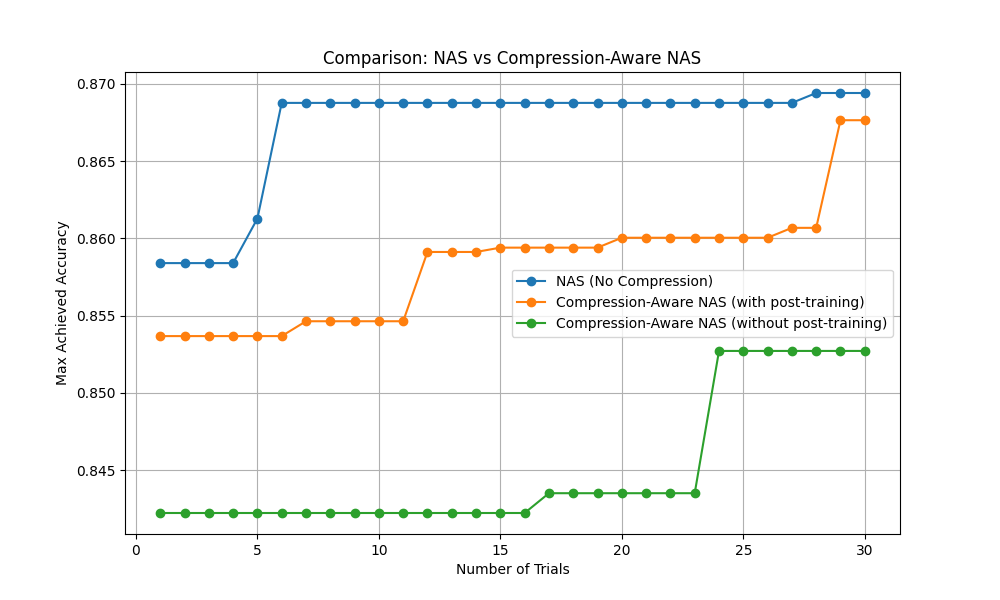 Comparison: NAS vs Compression-Aware NAS
Max Achieved Accuracy
0.870
0.865
0.860
0.855
0.850
0.845
NAS (No Compression)
Compression-Aware NAS (with post-training)
Compression-Aware NAS (without post-training)
0 5 10 15 20 25 30
Number of Trials